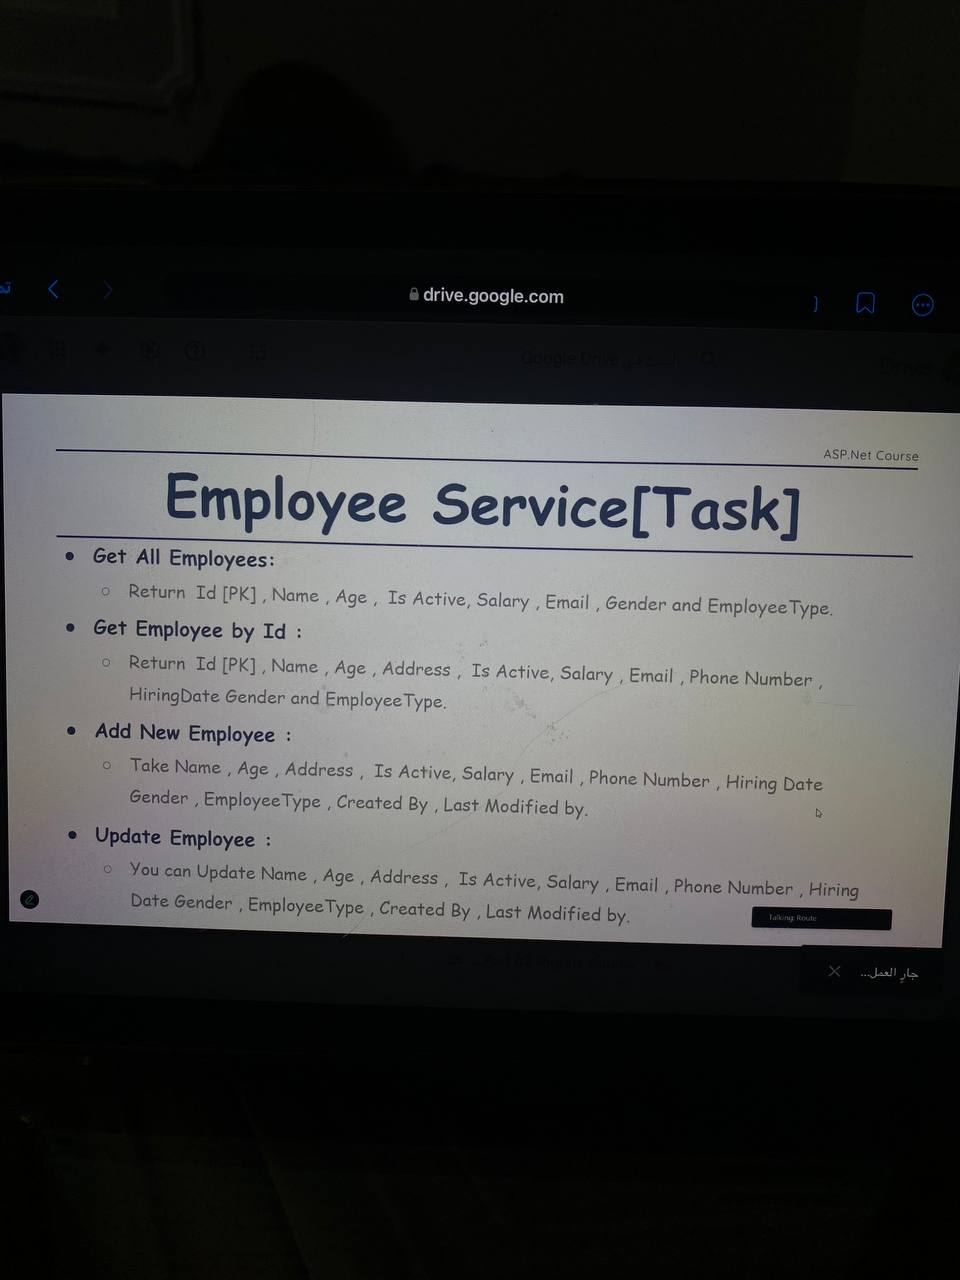 drive.google.com
ASP.Net Course
Employee Service[Task]
• Get All Employees:
○ Return Id [PK] , Name , Age , Is Active, Salary , Email , Gender and EmployeeType.
• Get Employee by Id :
○ Return Id [PK] , Name , Age , Address , Is Active, Salary , Email , Phone Number ,
HiringDate Gender and EmployeeType.
• Add New Employee :
○ Take Name , Age , Address , Is Active, Salary , Email , Phone Number , Hiring Date
Gender , EmployeeType , Created By , Last Modified by.
• Update Employee :
○ You can Update Name , Age , Address , Is Active, Salary , Email , Phone Number , Hiring
Date Gender , EmployeeType , Created By , Last Modified by.
Talking: Route
جارٍ العمل...